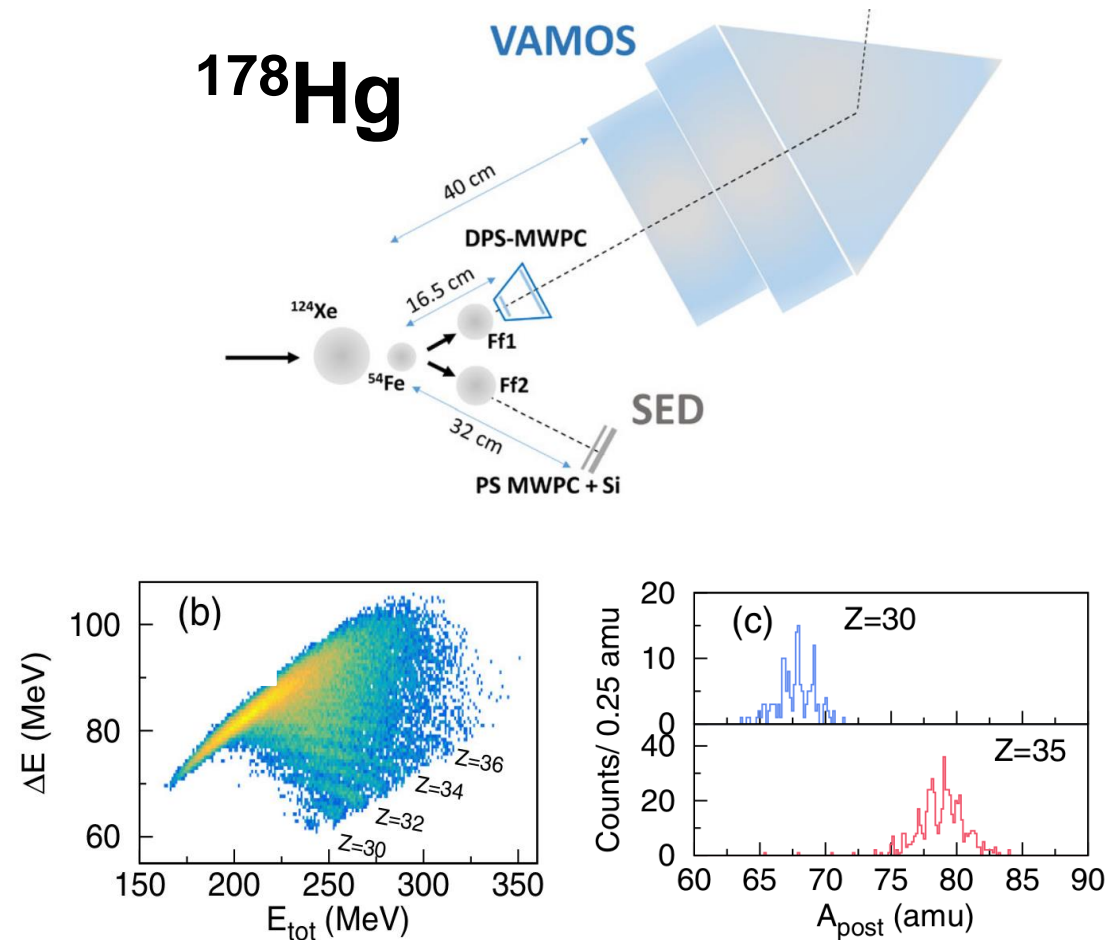 VAMOS
178Hg
40 cm
DPS-MWPC
16.5 cm
124Xe
Ff1
54Fe
Ff2
SED
32 cm
PS MWPC + Si
(b)
100
80
60
ΔE (MeV)
Z=36
Z=34
Z=32
Z=30
150 200 250 300 350
Etot (MeV)
20
(c) Z=30
10
0
Z=35
40
20
0
Counts/ 0.25 amu
60 65 70 75 80 85 90
Apost (amu)